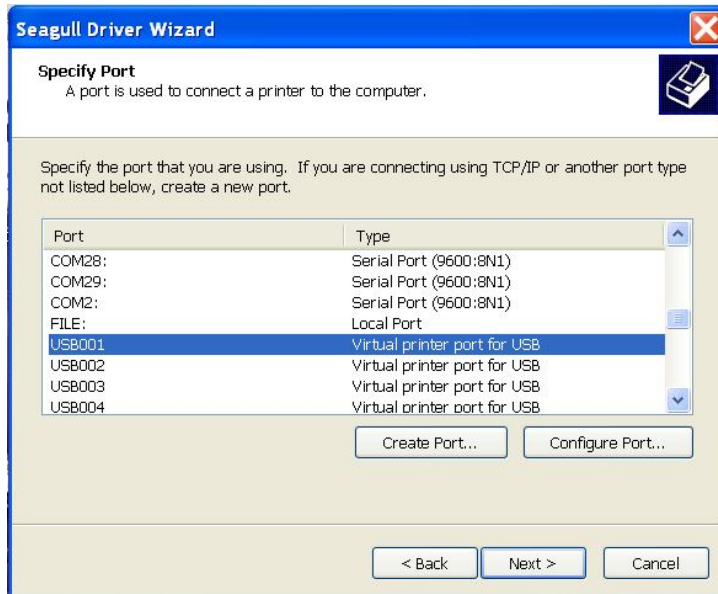 Seagull Driver Wizard
Specify Port
A port is used to connect a printer to the computer.
Specify the port that you are using. If you are connecting using TCP/IP or another port type
not listed below, create a new port.
Port Type
COM28: Serial Port (9600:8N1)
COM29: Serial Port (9600:8N1)
COM2: Serial Port (9600:8N1)
FILE: Local Port
USB001 Virtual printer port for USB
USB002 Virtual printer port for USB
USB003 Virtual printer port for USB
USB004 Virtual printer port for USB
Create Port... Configure Port...
< Back Next > Cancel